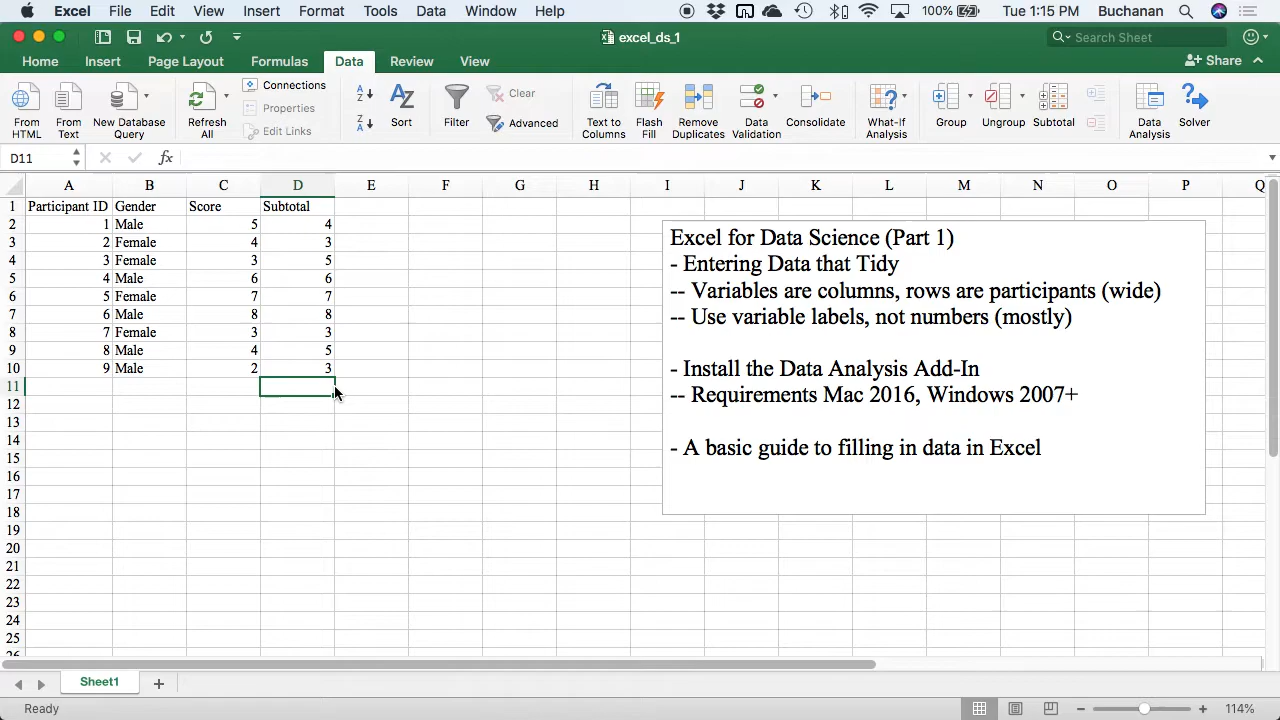 Excel File Edit View Insert Format Tools Data Window Help 100% Tue 1:15 PM Buchanan
excel_ds_1 Search Sheet
Home Insert Page Layout Formulas Data Review View Share
From HTML
From Text
New Database Query
Refresh All
Connections
Properties
Edit Links
Sort
Filter
Clear
Advanced
Text to Columns
Flash Fill
Remove Duplicates
Data Validation
Consolidate
What-If Analysis
Group
Ungroup
Subtotal
Data Analysis
Solver
D11 fx
A B C D E F G H I J K L M N O P Q
1 Participant ID Gender Score Subtotal
2 1 Male 5 4
3 2 Female 4 3
4 3 Female 3 5
5 4 Male 6 6
6 5 Female 7 7
7 6 Male 8 8
8 7 Female 3 3
9 8 Male 4 5
10 9 Male 2 3
11
12
13
14
15
16
17
18
19
20
21
22
23
24
25
26
Excel for Data Science (Part 1)
- Entering Data that Tidy
-- Variables are columns, rows are participants (wide)
-- Use variable labels, not numbers (mostly)
- Install the Data Analysis Add-In
-- Requirements Mac 2016, Windows 2007+
- A basic guide to filling in data in Excel
Sheet1
Ready 114%